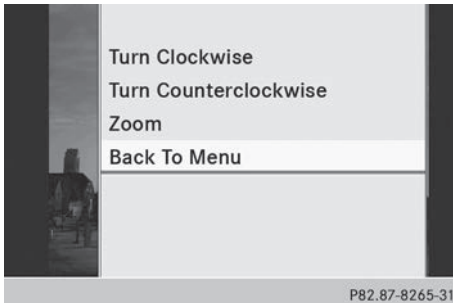 Turn Clockwise
Turn Counterclockwise
Zoom
Back To Menu
P82.87-8265-31